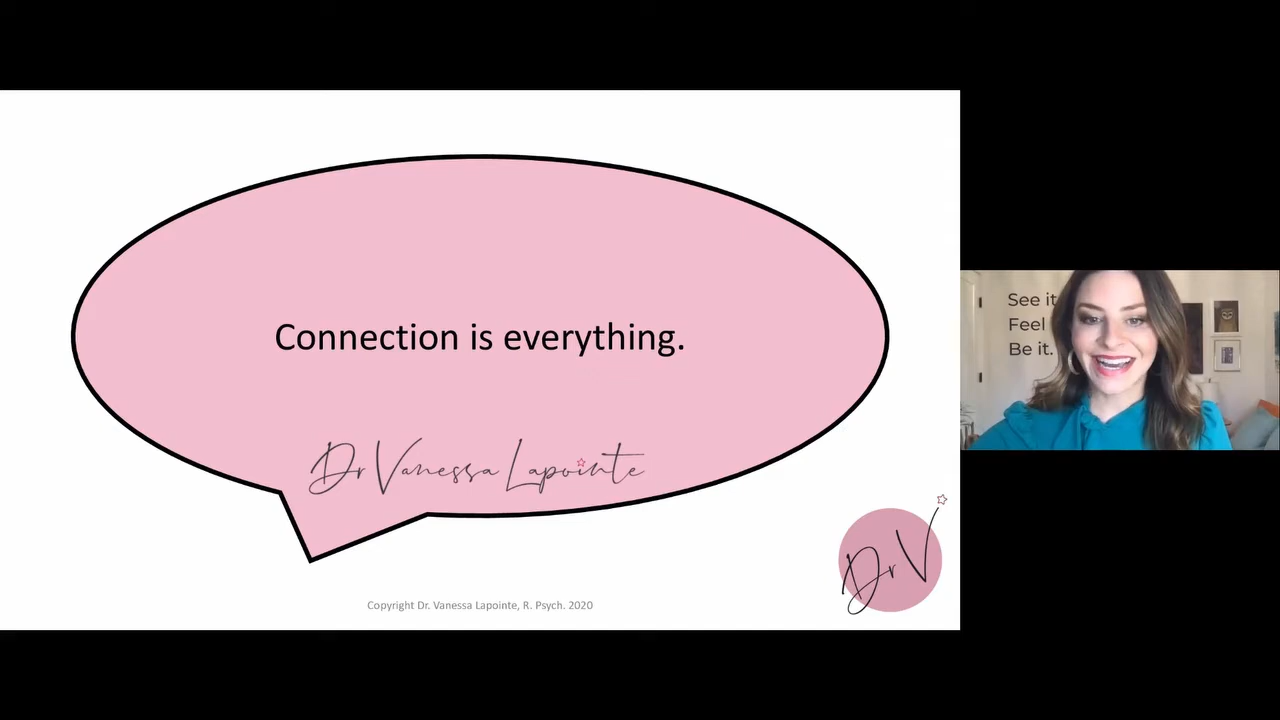 Connection is everything.
Dr Vanessa Lapointe
Dr V
Copyright Dr. Vanessa Lapointe, R. Psych. 2020
See it
Feel
Be it.